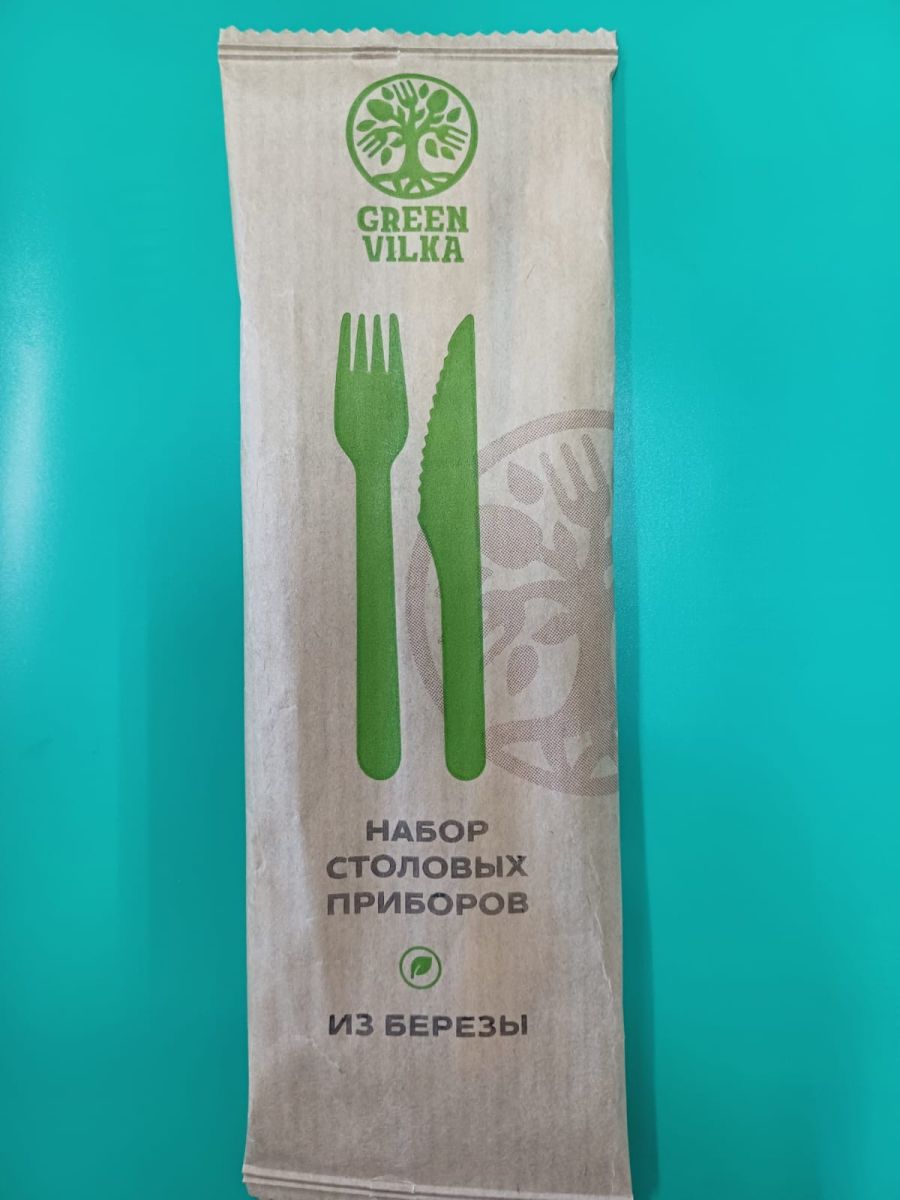 GREEN
VILKA
НАБОР
СТОЛОВЫХ
ПРИБОРОВ
ИЗ БЕРЕЗЫ